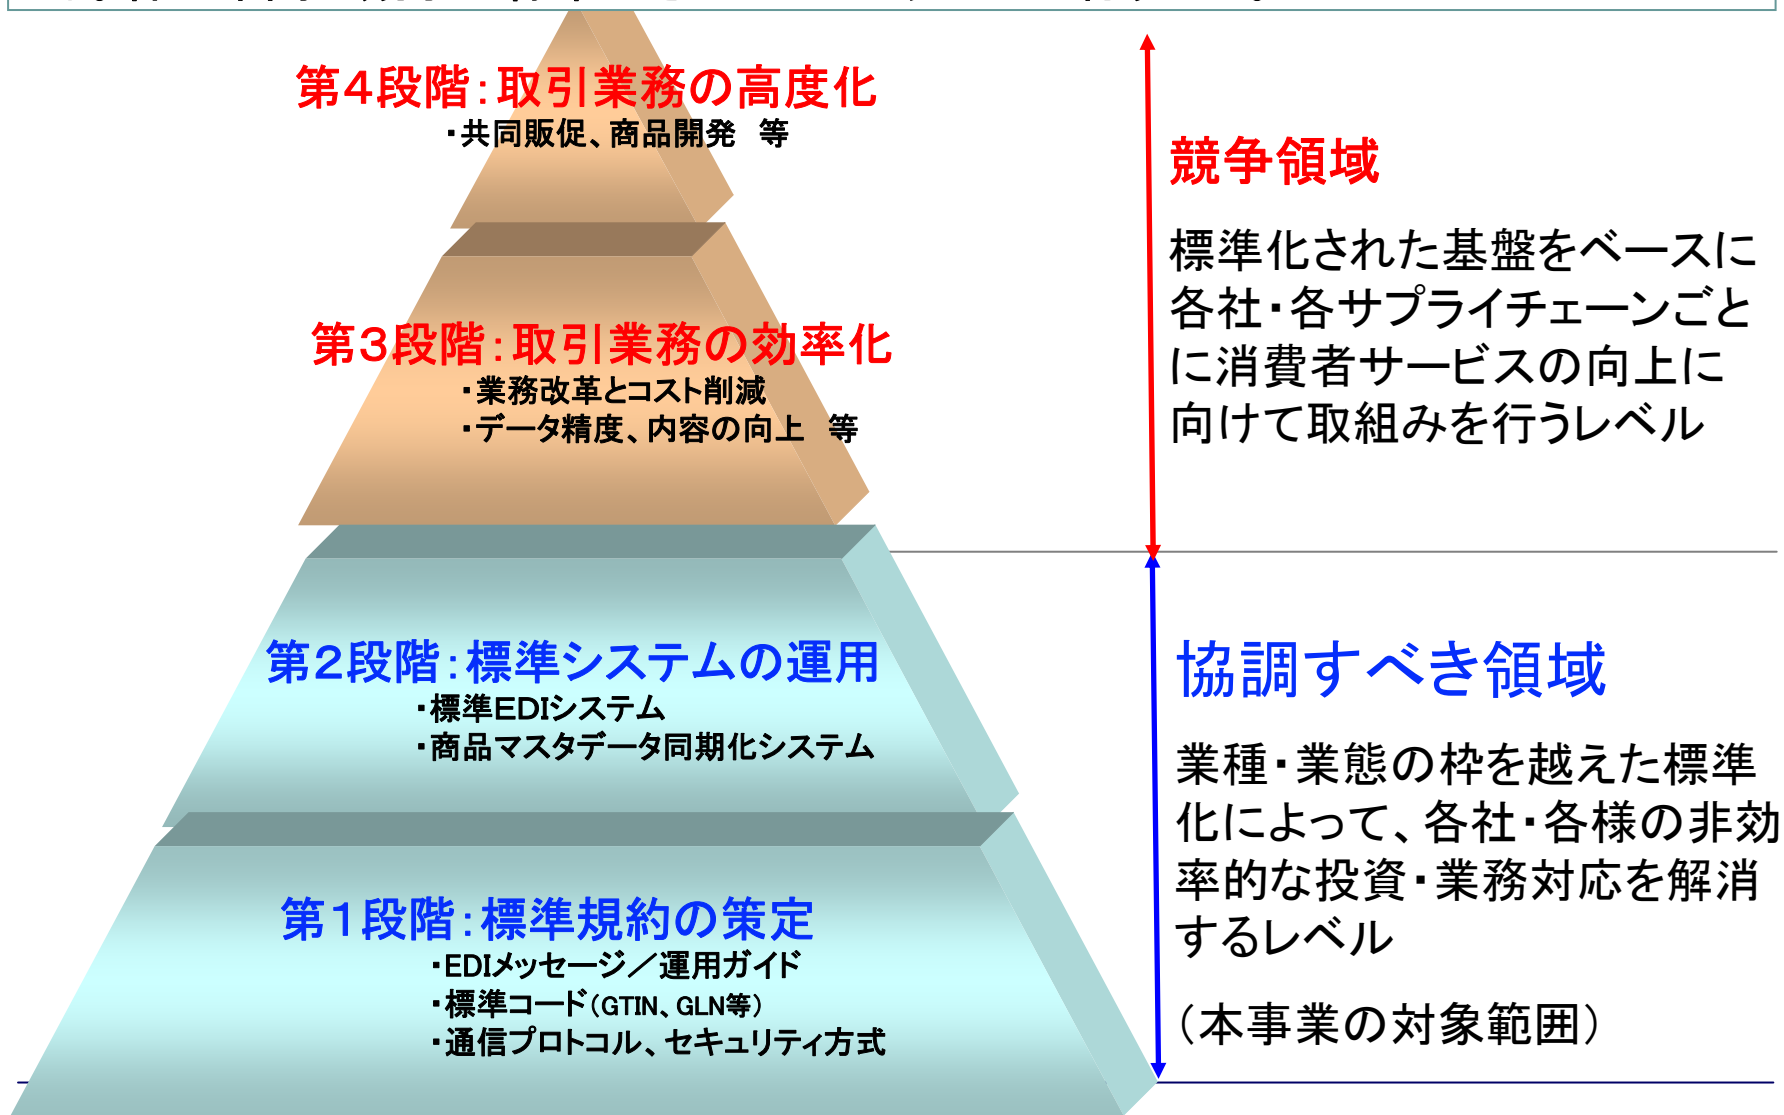 第4段階：取引業務の高度化
・共同販促、商品開発　等
第3段階：取引業務の効率化
・業務改革とコスト削減
・データ精度、内容の向上　等
第2段階：標準システムの運用
・標準EDIシステム
・商品マスタデータ同期化システム
第1段階：標準規約の策定
・EDIメッセージ／運用ガイド
・標準コード（GTIN、GLN等）
・通信プロトコル、セキュリティ方式
競争領域
標準化された基盤をベースに
各社・各サプライチェーンごと
に消費者サービスの向上に
向けて取組みを行うレベル
協調すべき領域
業種・業態の枠を越えた標準
化によって、各社・各様の非効
率的な投資・業務対応を解消
するレベル
（本事業の対象範囲）